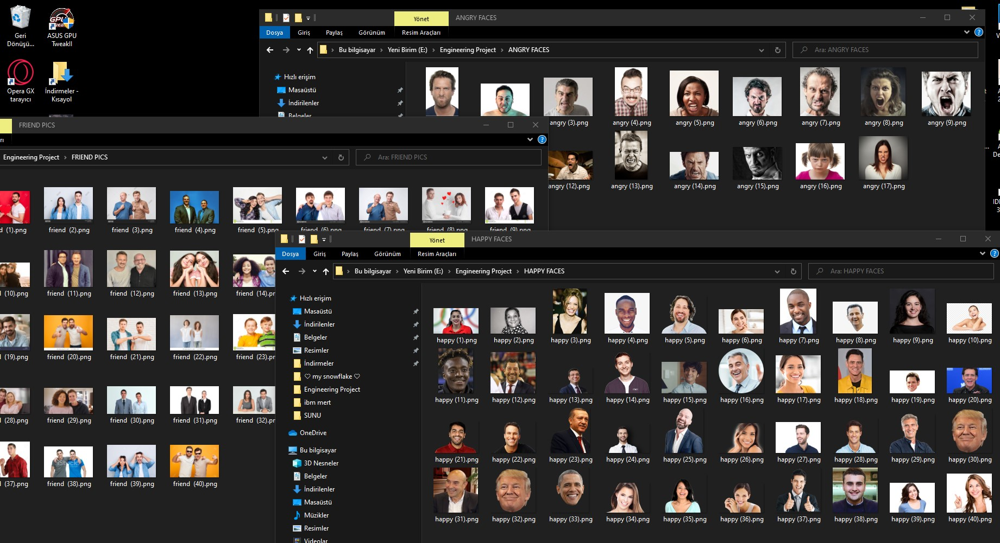 Geri
Dönüşü...
ASUS GPU
TweakII
Opera GX
tarayıcı
İndirmeler -
Kısayol
Yönet
ANGRY FACES
Dosya
Giriş
Paylaş
Görünüm
Resim Araçları
Bu bilgisayar › Yeni Birim (E:) › Engineering Project › ANGRY FACES
Ara: ANGRY FACES
Hızlı erişim
Masaüstü
İndirilenler
Belgeler
angry (3).png
angry (4).png
angry (5).png
angry (6).png
angry (7).png
angry (8).png
angry (9).png
angry (12).png
angry (13).png
angry (14).png
angry (15).png
angry (16).png
angry (17).png
FRIEND PICS
Engineering Project › FRIEND PICS
Ara: FRIEND PICS
d (1).png
friend (2).png
friend (3).png
friend (4).png
friend (5).png
friend (6).png
friend (7).png
friend (8).png
friend (9).png
d (10).png
friend (11).png
friend (12).png
friend (13).png
friend (14).png
d (19).png
friend (20).png
friend (21).png
friend (22).png
friend (23).png
d (28).png
friend (29).png
friend (30).png
friend (31).png
friend (32).png
(37).png
friend (38).png
friend (39).png
friend (40).png
Yönet
HAPPY FACES
Dosya
Giriş
Paylaş
Görünüm
Resim Araçları
Bu bilgisayar › Yeni Birim (E:) › Engineering Project › HAPPY FACES
Ara: HAPPY FACES
Hızlı erişim
Masaüstü
İndirilenler
Belgeler
Resimler
İndirmeler
♡ my snowflake ♡
Engineering Project
ibm mert
SUNU
OneDrive
Bu bilgisayar
3D Nesneler
Belgeler
İndirilenler
Masaüstü
Müzikler
Resimler
Videolar
happy (1).png
happy (2).png
happy (3).png
happy (4).png
happy (5).png
happy (6).png
happy (7).png
happy (8).png
happy (9).png
happy (10).png
happy (11).png
happy (12).png
happy (13).png
happy (14).png
happy (15).png
happy (16).png
happy (17).png
happy (18).png
happy (19).png
happy (20).png
happy (21).png
happy (22).png
happy (23).png
happy (24).png
happy (25).png
happy (26).png
happy (27).png
happy (28).png
happy (29).png
happy (30).png
happy (31).png
happy (32).png
happy (33).png
happy (34).png
happy (35).png
happy (36).png
happy (37).png
happy (38).png
happy (39).png
happy (40).png